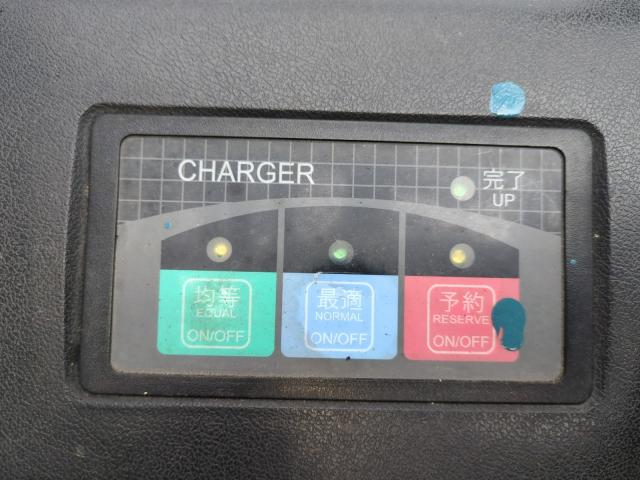 CHARGER
完了
UP
均等
EQUAL
ON/OFF
最適
NORMAL
ON/OFF
予約
RESERVE
ON/OFF